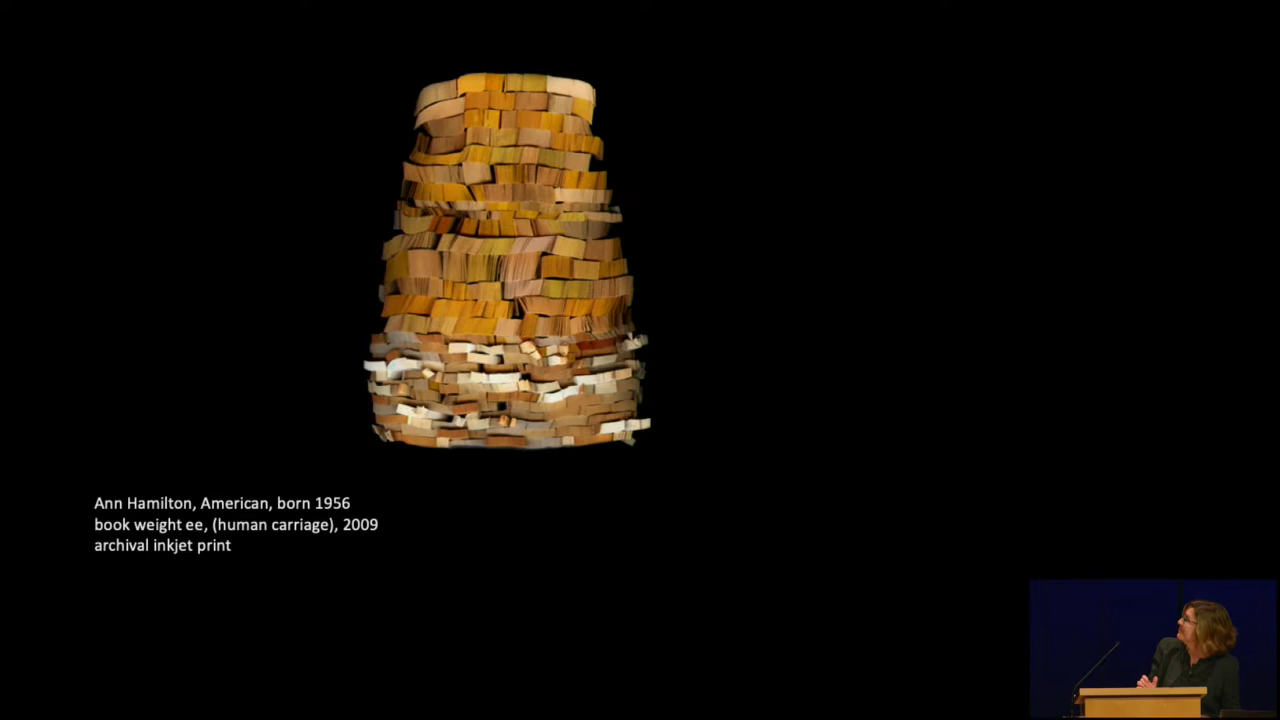 Ann Hamilton, American, born 1956
book weight ee, (human carriage), 2009
archival inkjet print